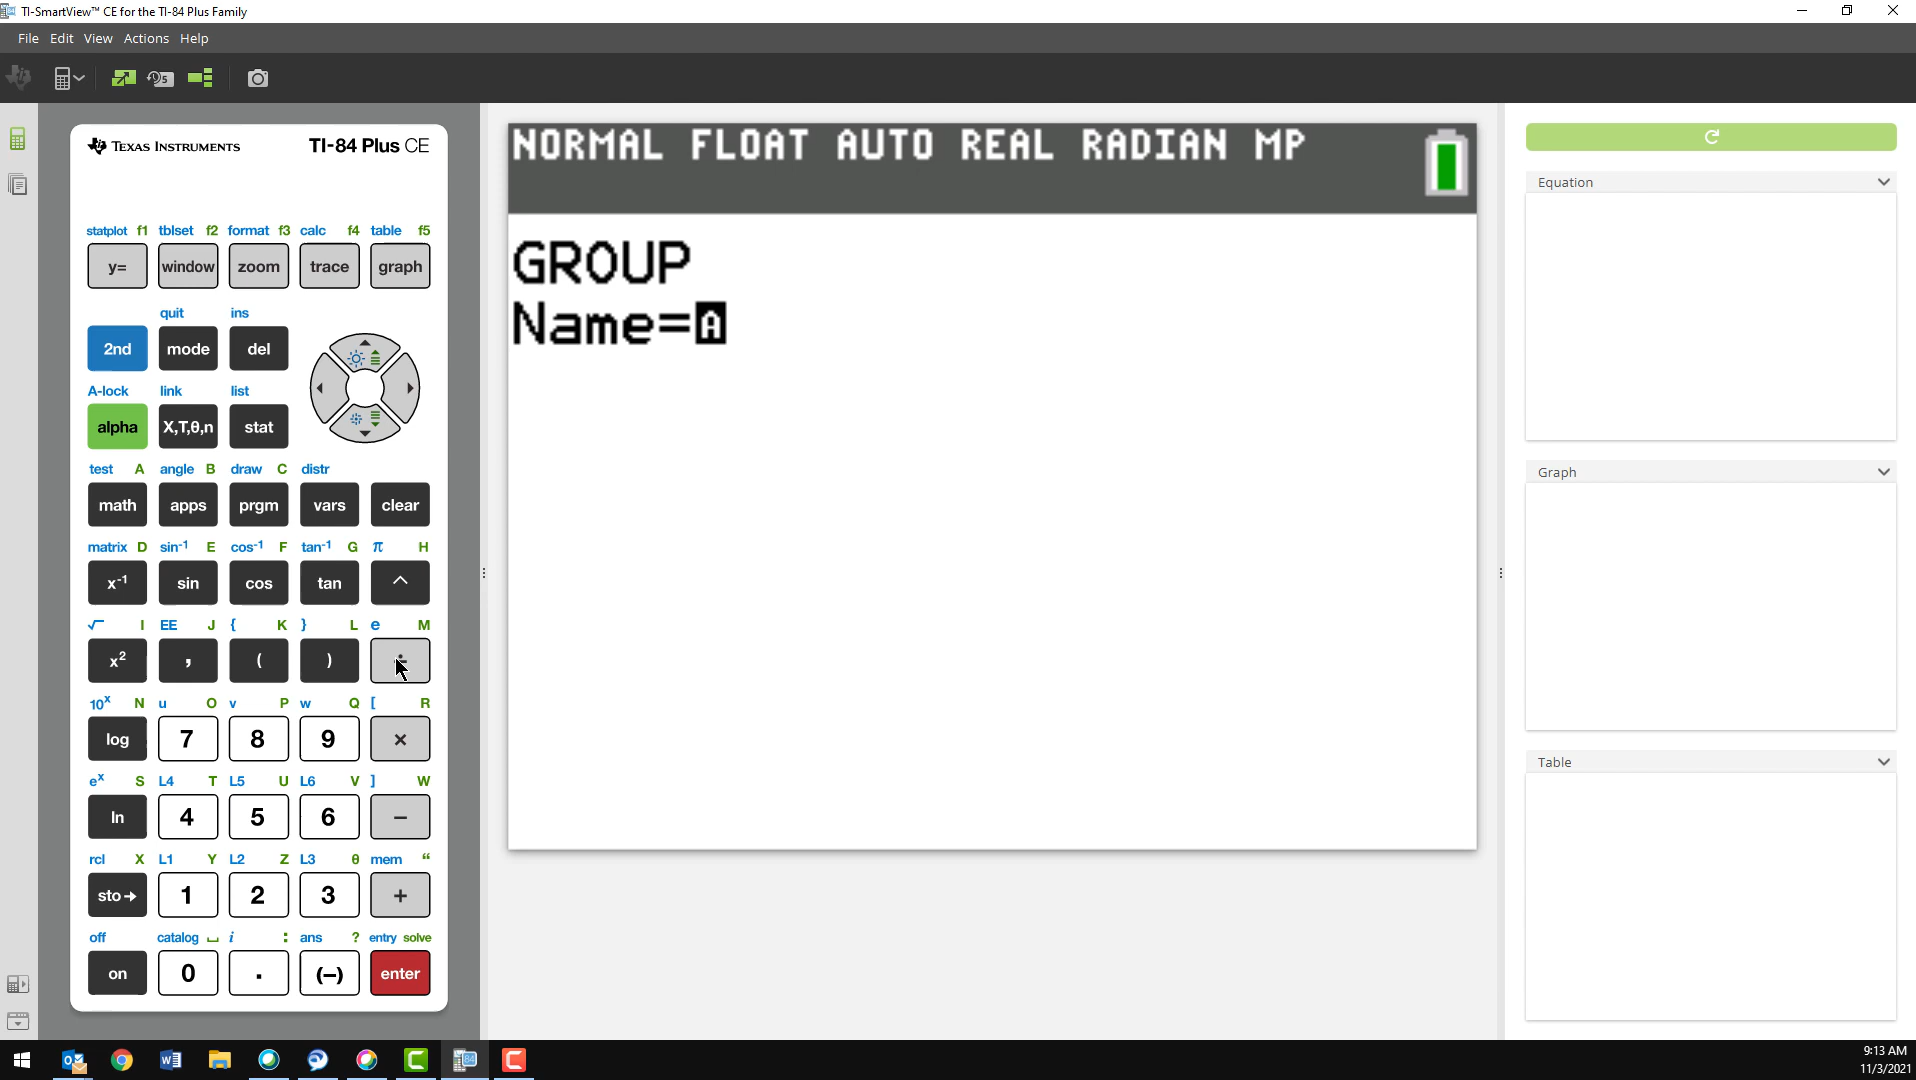 TI-SmartView™ CE for the TI-84 Plus Family
File Edit View Actions Help
TEXAS INSTRUMENTS TI-84 Plus CE
statplot f1 tblset f2 format f3 calc f4 table f5
y= window zoom trace graph
quit ins
2nd mode del
A-lock link list
alpha X,T,θ,n stat
test A angle B draw C distr
math apps prgm vars clear
matrix D sin⁻¹ E cos⁻¹ F tan⁻¹ G π H
x⁻¹ sin cos tan ^
√ I EE J { K } L e M
x² , ( ) ÷
10ˣ N u O v P w Q [ R
log 7 8 9 ×
eˣ S L4 T L5 U L6 V ] W
ln 4 5 6 −
rcl X L1 Y L2 Z L3 θ mem “
sto→ 1 2 3 +
off catalog ⎵ i : ans ? entry solve
on 0 . (−) enter
NORMAL FLOAT AUTO REAL RADIAN MP
GROUP
Name=A
Equation
Graph
Table
9:13 AM
11/3/2021